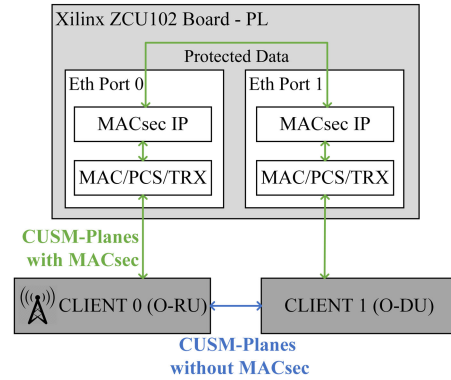 Xilinx ZCU102 Board - PL
Protected Data
Eth Port 0
Eth Port 1
MACsec IP
MACsec IP
MAC/PCS/TRX
MAC/PCS/TRX
CUSM-Planes
with MACsec
CLIENT 0 (O-RU)
CLIENT 1 (O-DU)
CUSM-Planes
without MACsec